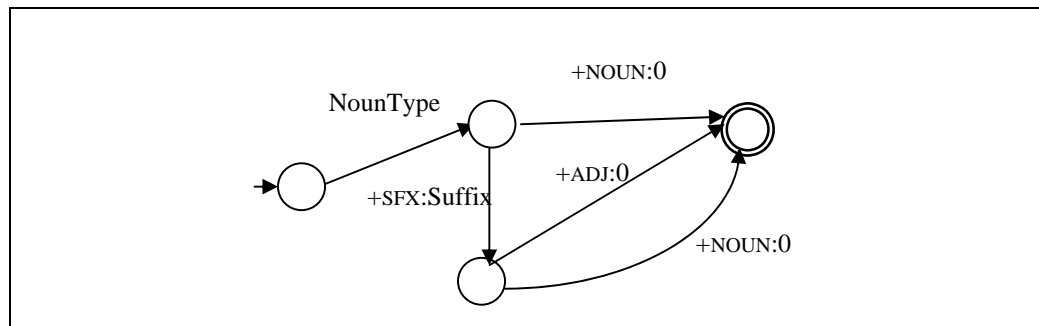 +NOUN:0
NounType
+ADJ:0
+SFX:Suffix
+NOUN:0